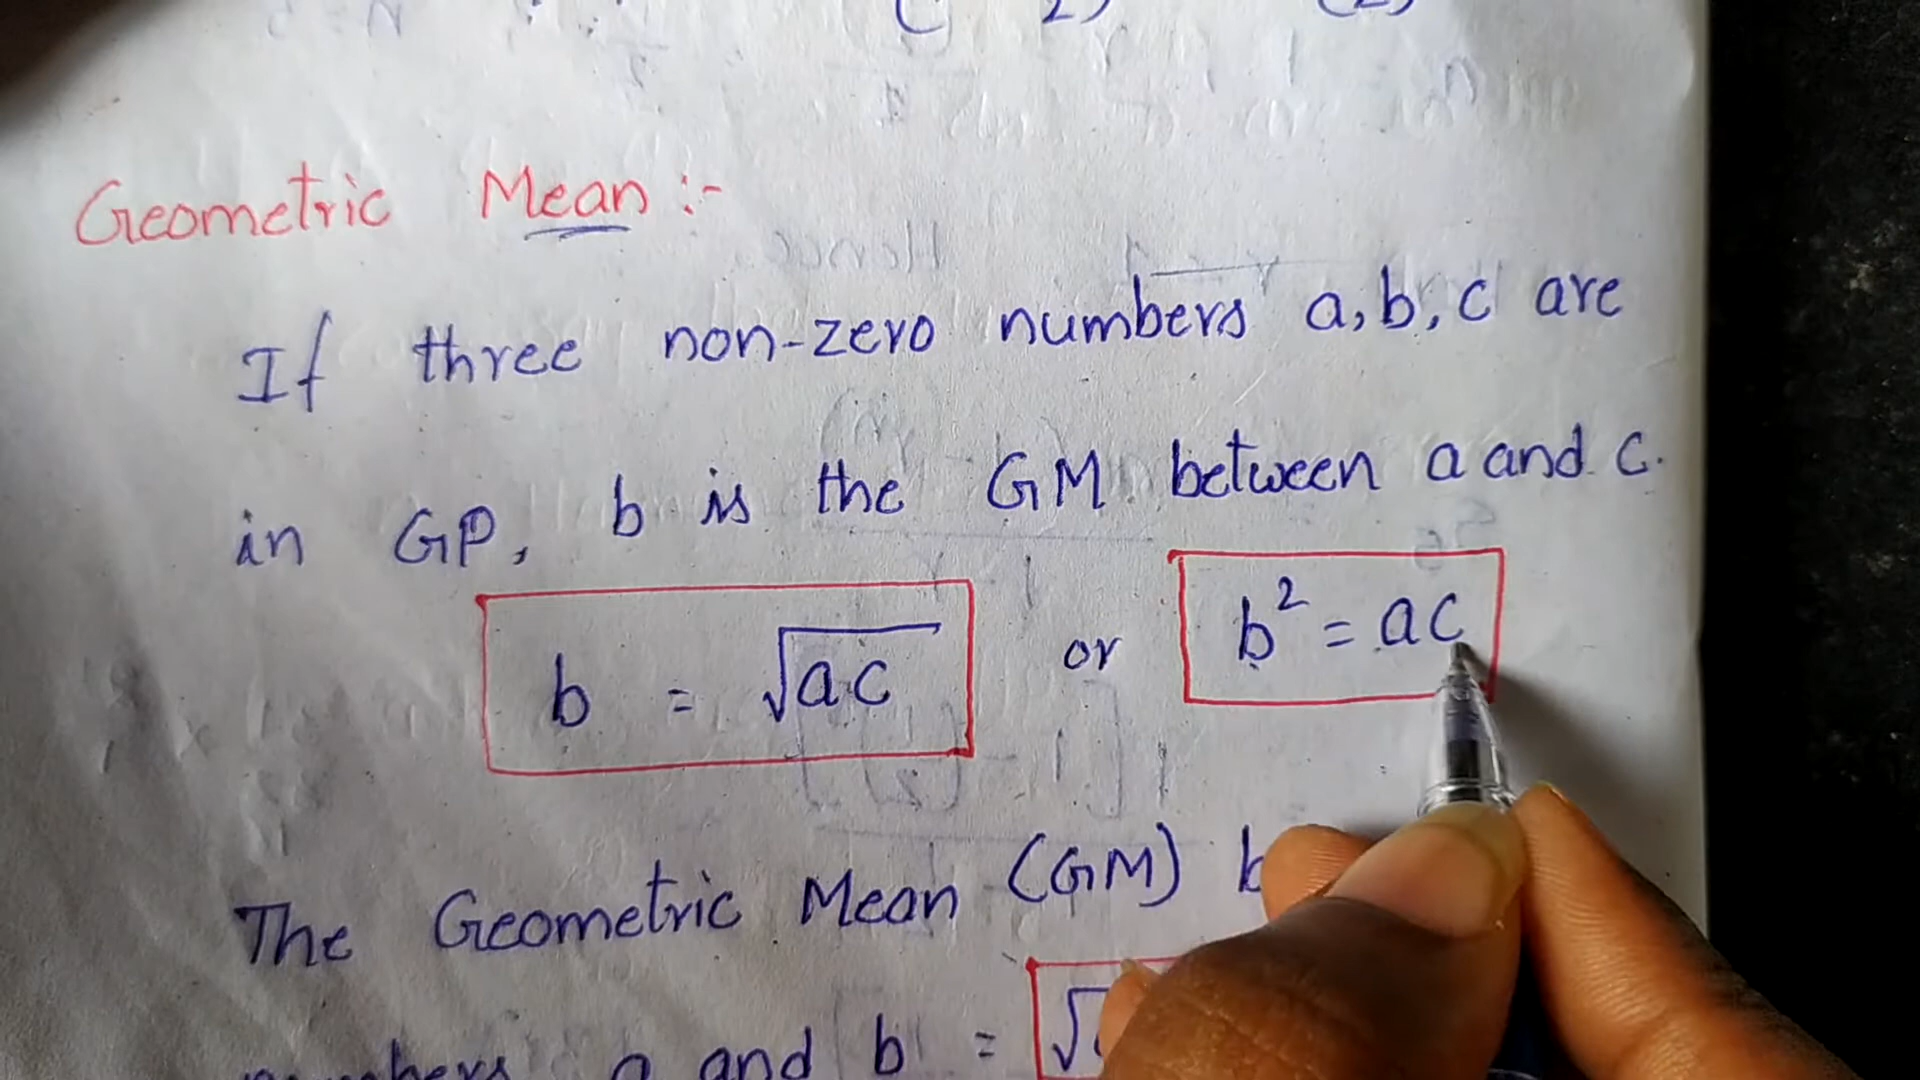 Geometric Mean :-
If three non-zero numbers a, b, c are
in GP, b is the GM between a and c.
b = √ac or b² = ac
The Geometric Mean (GM)
a and b = √